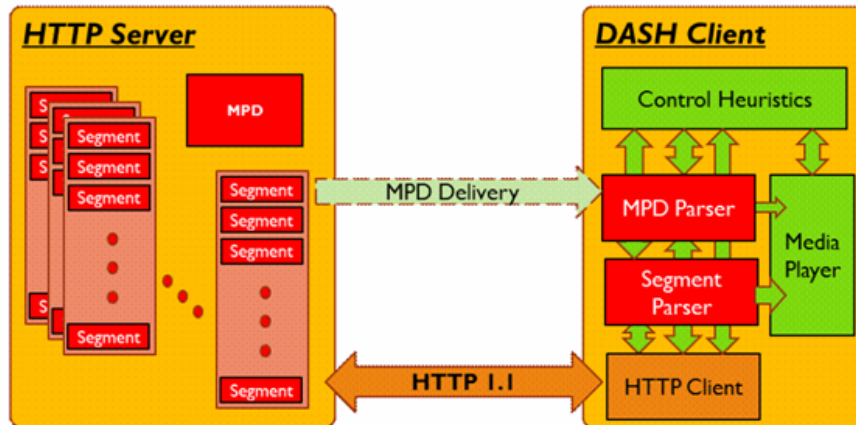 HTTP Server
MPD
S
S
Segment
Segment
Segment
Segment
S
Segment
Segment
Segment
Segment
MPD Delivery
HTTP 1.1
DASH Client
Control Heuristics
MPD Parser
Segment
Parser
Media
Player
HTTP Client